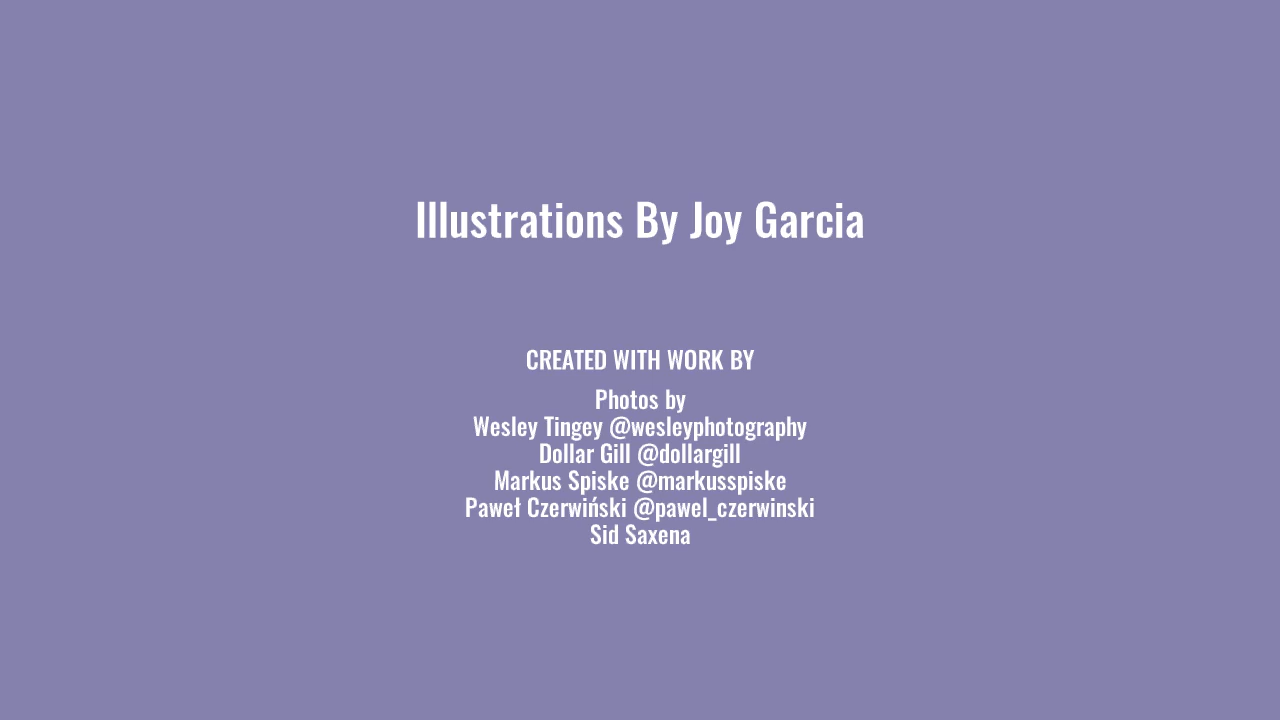 Illustrations By Joy Garcia
CREATED WITH WORK BY
Photos by
Wesley Tingey @wesleyphotography
Dollar Gill @dollargill
Markus Spiske @markusspiske
Paweł Czerwiński @pawel_czerwinski
Sid Saxena